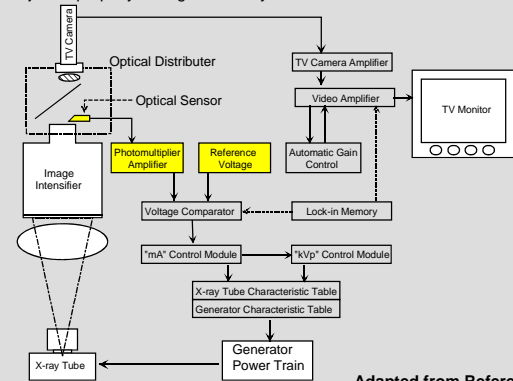 TV Camera
Optical Distributer
Optical Sensor
TV Camera Amplifier
Video Amplifier
TV Monitor
Photomultiplier
Amplifier
Reference
Voltage
Automatic Gain
Control
Image
Intensifier
Voltage Comparator
Lock-in Memory
"mA" Control Module
"kVp" Control Module
X-ray Tube Characteristic Table
Generator Characteristic Table
Generator
Power Train
X-ray Tube
Adapted from